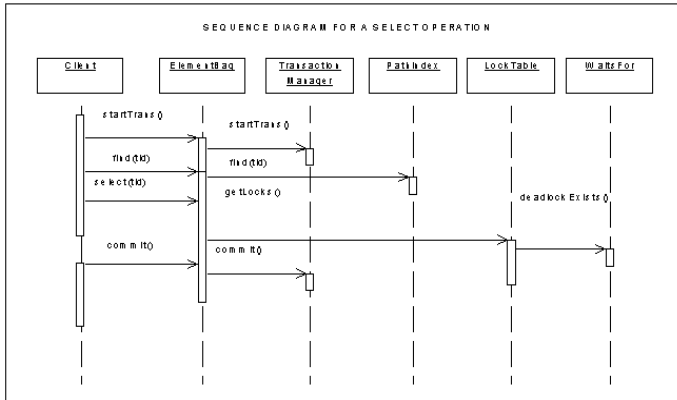 SEQUENCE DIAGRAM FOR A SELECT OPERATION
Client
ElementBag
Transaction
Manager
PathIndex
LockTable
WaitsFor
startTrans()
startTrans()
find(tid)
find(tid)
select(tid)
getLocks()
deadlockExists()
commit()
commit()